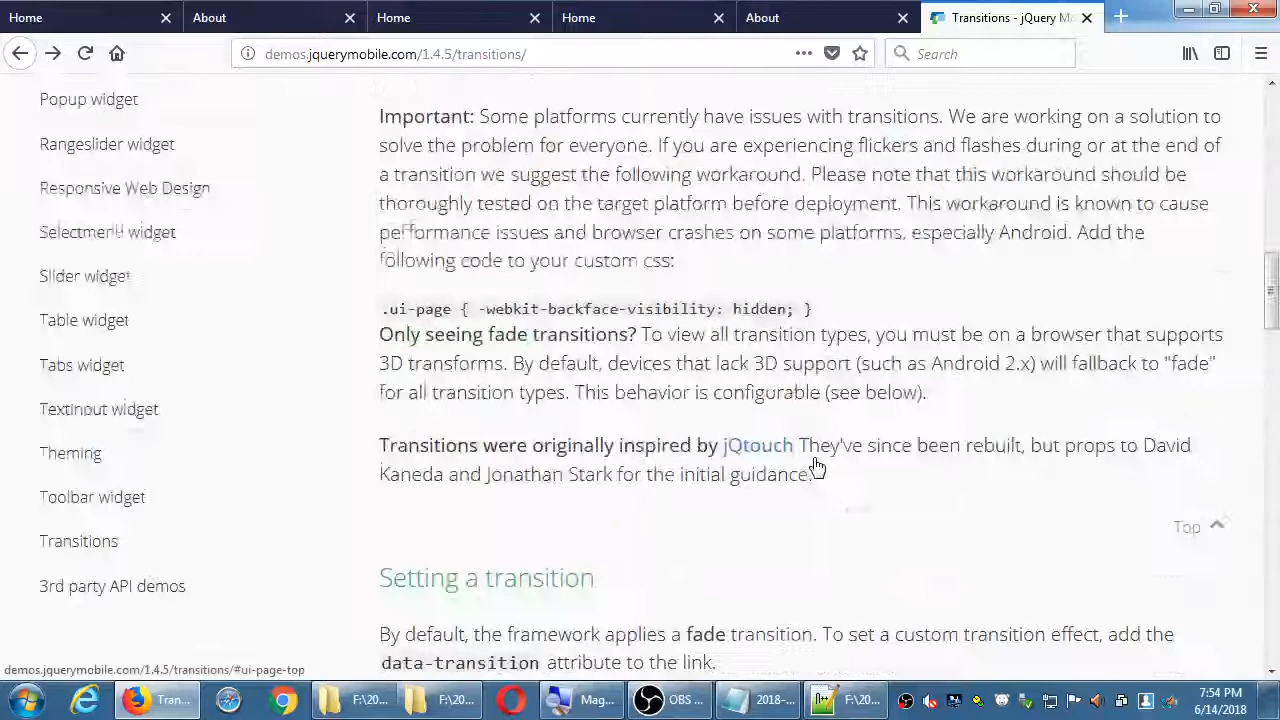 Home
About
Home
Home
About
Transitions - jQuery Mo
demos.jquerymobile.com/1.4.5/transitions/
Search
Popup widget
Rangeslider widget
Responsive Web Design
Selectmenu widget
Slider widget
Table widget
Tabs widget
Textinput widget
Theming
Toolbar widget
Transitions
3rd party API demos
Important: Some platforms currently have issues with transitions. We are working on a solution to
solve the problem for everyone. If you are experiencing flickers and flashes during or at the end of
a transition we suggest the following workaround. Please note that this workaround should be
thoroughly tested on the target platform before deployment. This workaround is known to cause
performance issues and browser crashes on some platforms, especially Android. Add the
following code to your custom css:
.ui-page { -webkit-backface-visibility: hidden; }
Only seeing fade transitions? To view all transition types, you must be on a browser that supports
3D transforms. By default, devices that lack 3D support (such as Android 2.x) will fallback to "fade"
for all transition types. This behavior is configurable (see below).
Transitions were originally inspired by jQtouch They've since been rebuilt, but props to David
Kaneda and Jonathan Stark for the initial guidance.
Top
Setting a transition
By default, the framework applies a fade transition. To set a custom transition effect, add the
data-transition attribute to the link.
demos.jquerymobile.com/1.4.5/transitions/#ui-page-top
Tran...
F:\20...
F:\20...
Mag...
OBS ...
2018-...
F:\20...
7:54 PM
6/14/2018